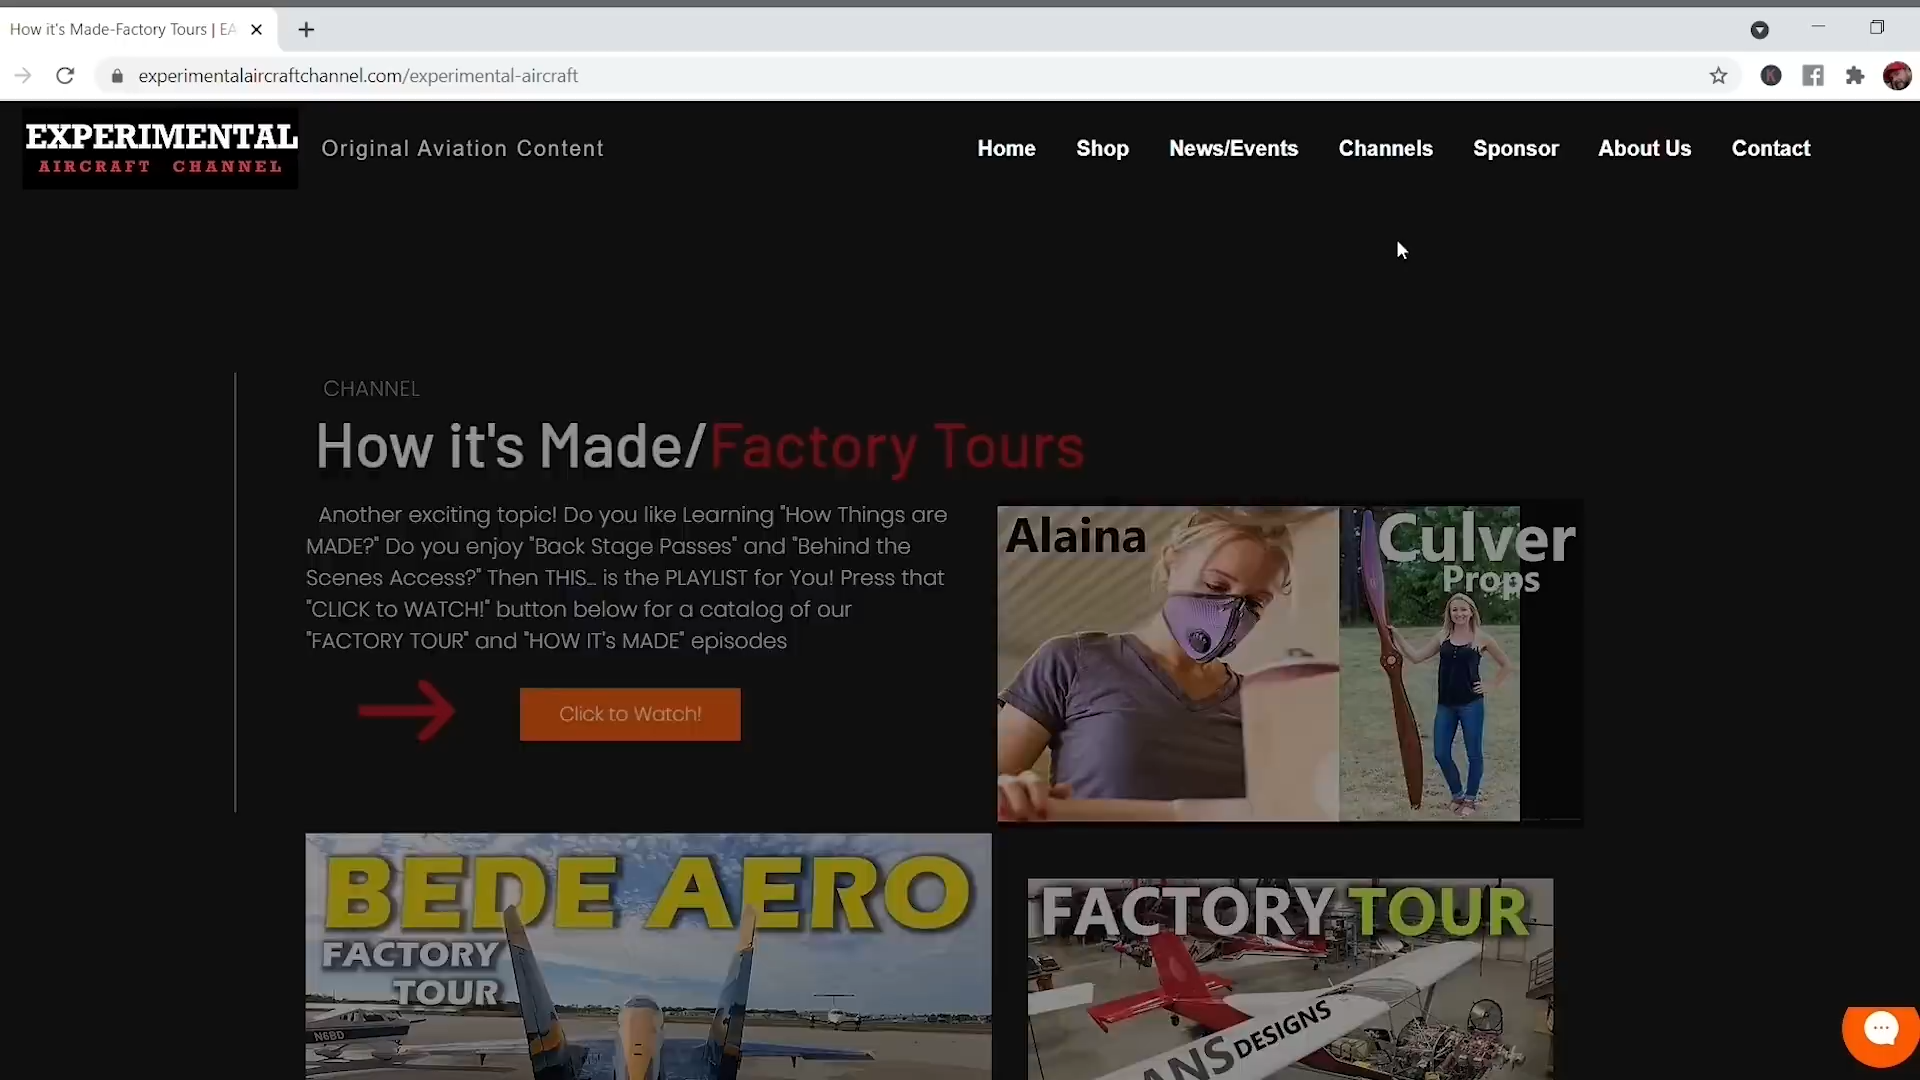 How it's Made-Factory Tours | EA
experimentalaircraftchannel.com/experimental-aircraft
K
EXPERIMENTAL
AIRCRAFT CHANNEL
Original Aviation Content
Home Shop News/Events Channels Sponsor About Us Contact
CHANNEL
How it's Made/Factory Tours
Another exciting topic! Do you like Learning "How Things are
MADE?" Do you enjoy "Back Stage Passes" and "Behind the
Scenes Access?" Then THIS... is the PLAYLIST for You! Press that
"CLICK to WATCH!" button below for a catalog of our
"FACTORY TOUR" and "HOW IT's MADE" episodes
Click to Watch!
Alaina
Culver
Props
BEDE AERO
FACTORY
TOUR
N6BD
FACTORY TOUR
ANS DESIGNS